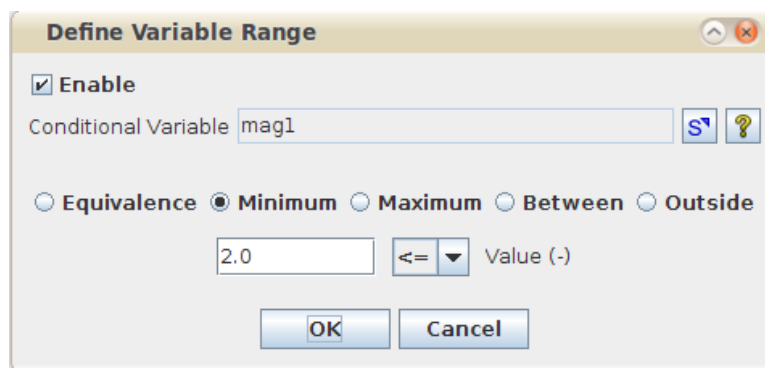 Define Variable Range
Enable
Conditional Variable mag1 S ?
Equivalence Minimum Maximum Between Outside
2.0 <= Value (-)
OK Cancel